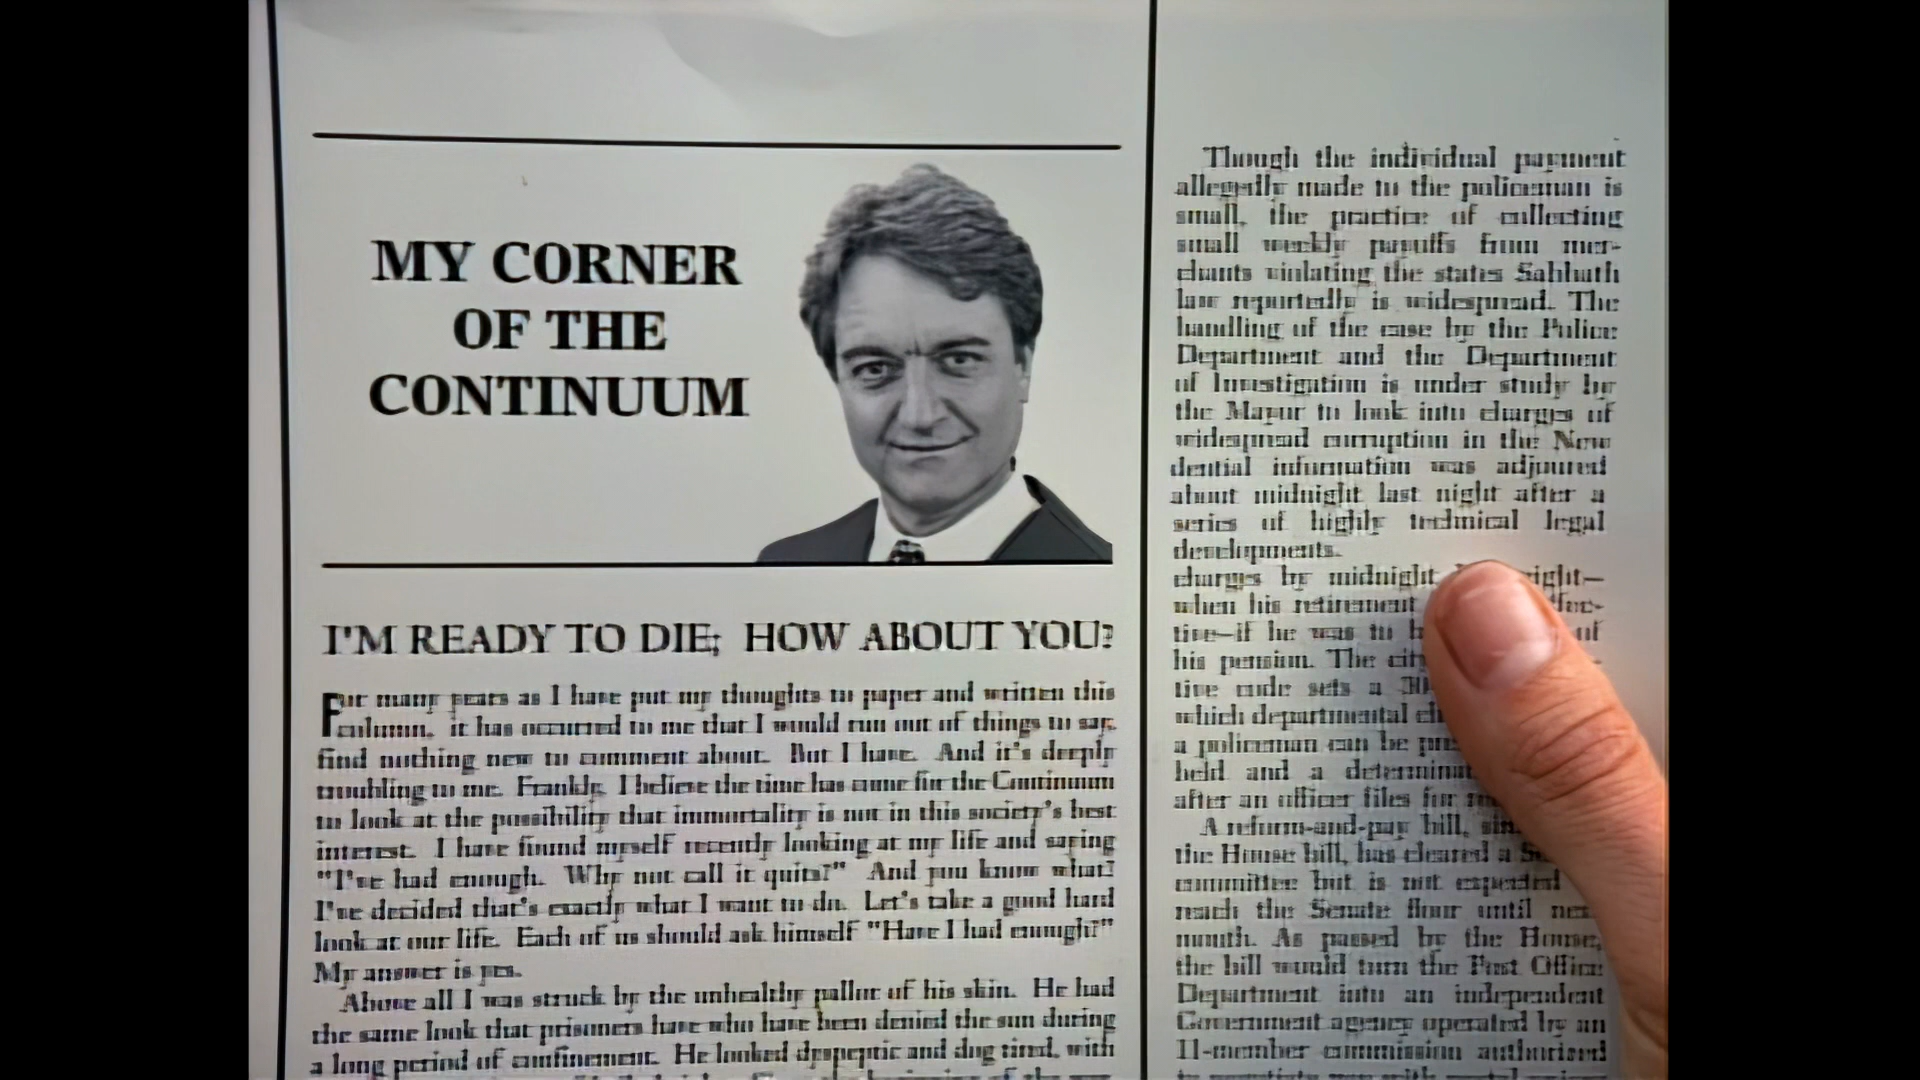 MY CORNER
OF THE
CONTINUUM
I'M READY TO DIE; HOW ABOUT YOU?
For many years as I have put my thoughts to paper and written this
column, it has occurred to me that I would run out of things to say,
find nothing new to comment about. But I have. And it's deeply
troubling to me. Frankly, I believe the time has come for the Continuum
to look at the possibility that immortality is not in this society's best
interest. I have found myself recently looking at my life and saying
"I've had enough. Why not call it quits?" And you know what?
I've decided that's exactly what I want to do. Let's take a good hard
look at our life. Each of us should ask himself "Have I had enough?"
My answer is yes.
Above all I was struck by the unhealthy pallor of his skin. He had
the same look that prisoners have who have been denied the sun during
a long period of confinement. He looked dyspeptic and dog tired, with
Though the individual payment
allegedly made to the policeman is
small, the practice of collecting
small weekly payoffs from mer-
chants violating the states Sabbath
law reportedly is widespread. The
handling of the case by the Police
Department and the Department
of Investigation is under study by
the Mayor to look into charges of
widespread corruption in the New
dential information was adjoured
about midnight last night after a
series of highly technical legal
developments.
charges by midnight
when his retirement
tive—if he was to of
his pension. The city
tive code sets a 30
which departmental
a policeman can be
held and a
after an officer files for
A reform-and-pay bill,
the House bill, has cleared a
committee but is not expected
reach the Senate floor until
month. As passed by the House,
the bill would turn the Post Office
Department into an independent
Government agency operated by an
11-member commission authorized